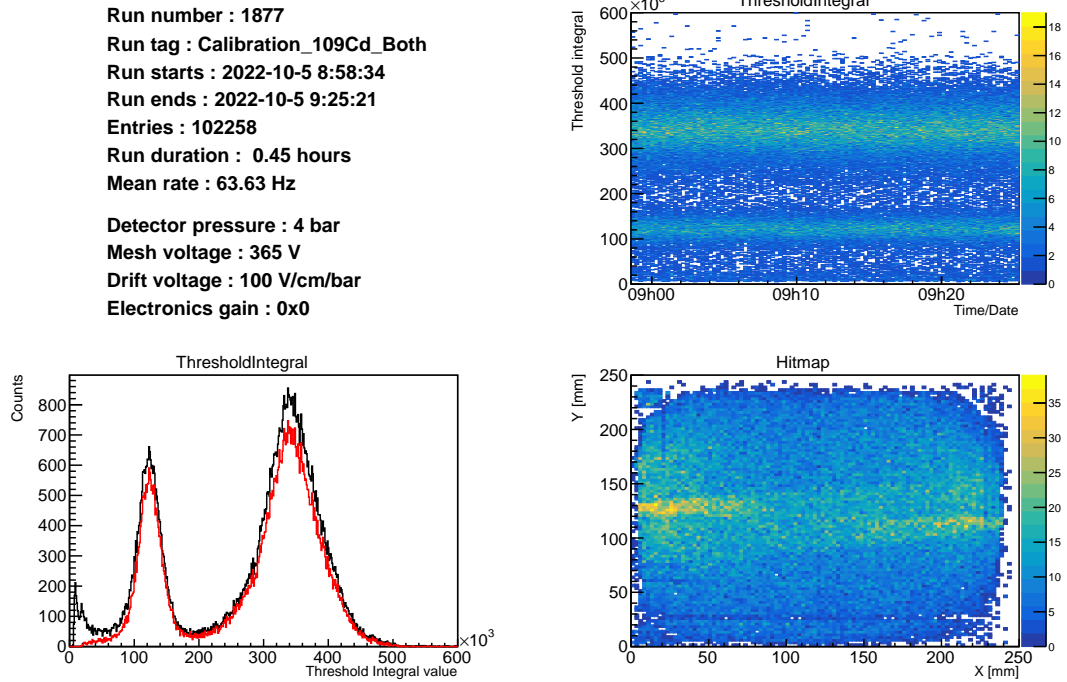 Run number : 1877
Run tag : Calibration_109Cd_Both
Run starts : 2022-10-5 8:58:34
Run ends : 2022-10-5 9:25:21
Entries : 102258
Run duration :  0.45 hours
Mean rate : 63.63 Hz
Detector pressure : 4 bar
Mesh voltage : 365 V
Drift voltage : 100 V/cm/bar
Electronics gain : 0x0
ThresholdIntegral
Threshold integral
600
500
400
300
200
100
0
09h00 09h10 09h20
Time/Date
18
16
14
12
10
8
6
4
2
0
ThresholdIntegral
Counts
800
700
600
500
400
300
200
100
0
0 100 200 300 400 500 600
×10³
Threshold Integral value
Hitmap
Y [mm]
250
200
150
100
50
0
0 50 100 150 200 250
X [mm]
35
30
25
20
15
10
5
0